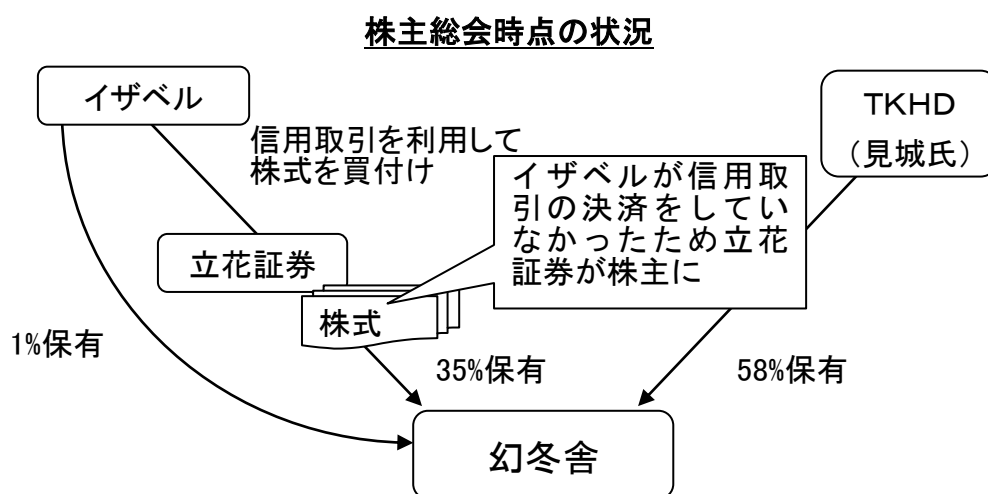 株主総会時点の状況
イザベル
TKHD
（見城氏）
信用取引を利用して
株式を買付け
イザベルが信用取
引の決済をしてい
なかったため立花
証券が株主に
立花証券
株式
1%保有
35%保有
58%保有
幻冬舎